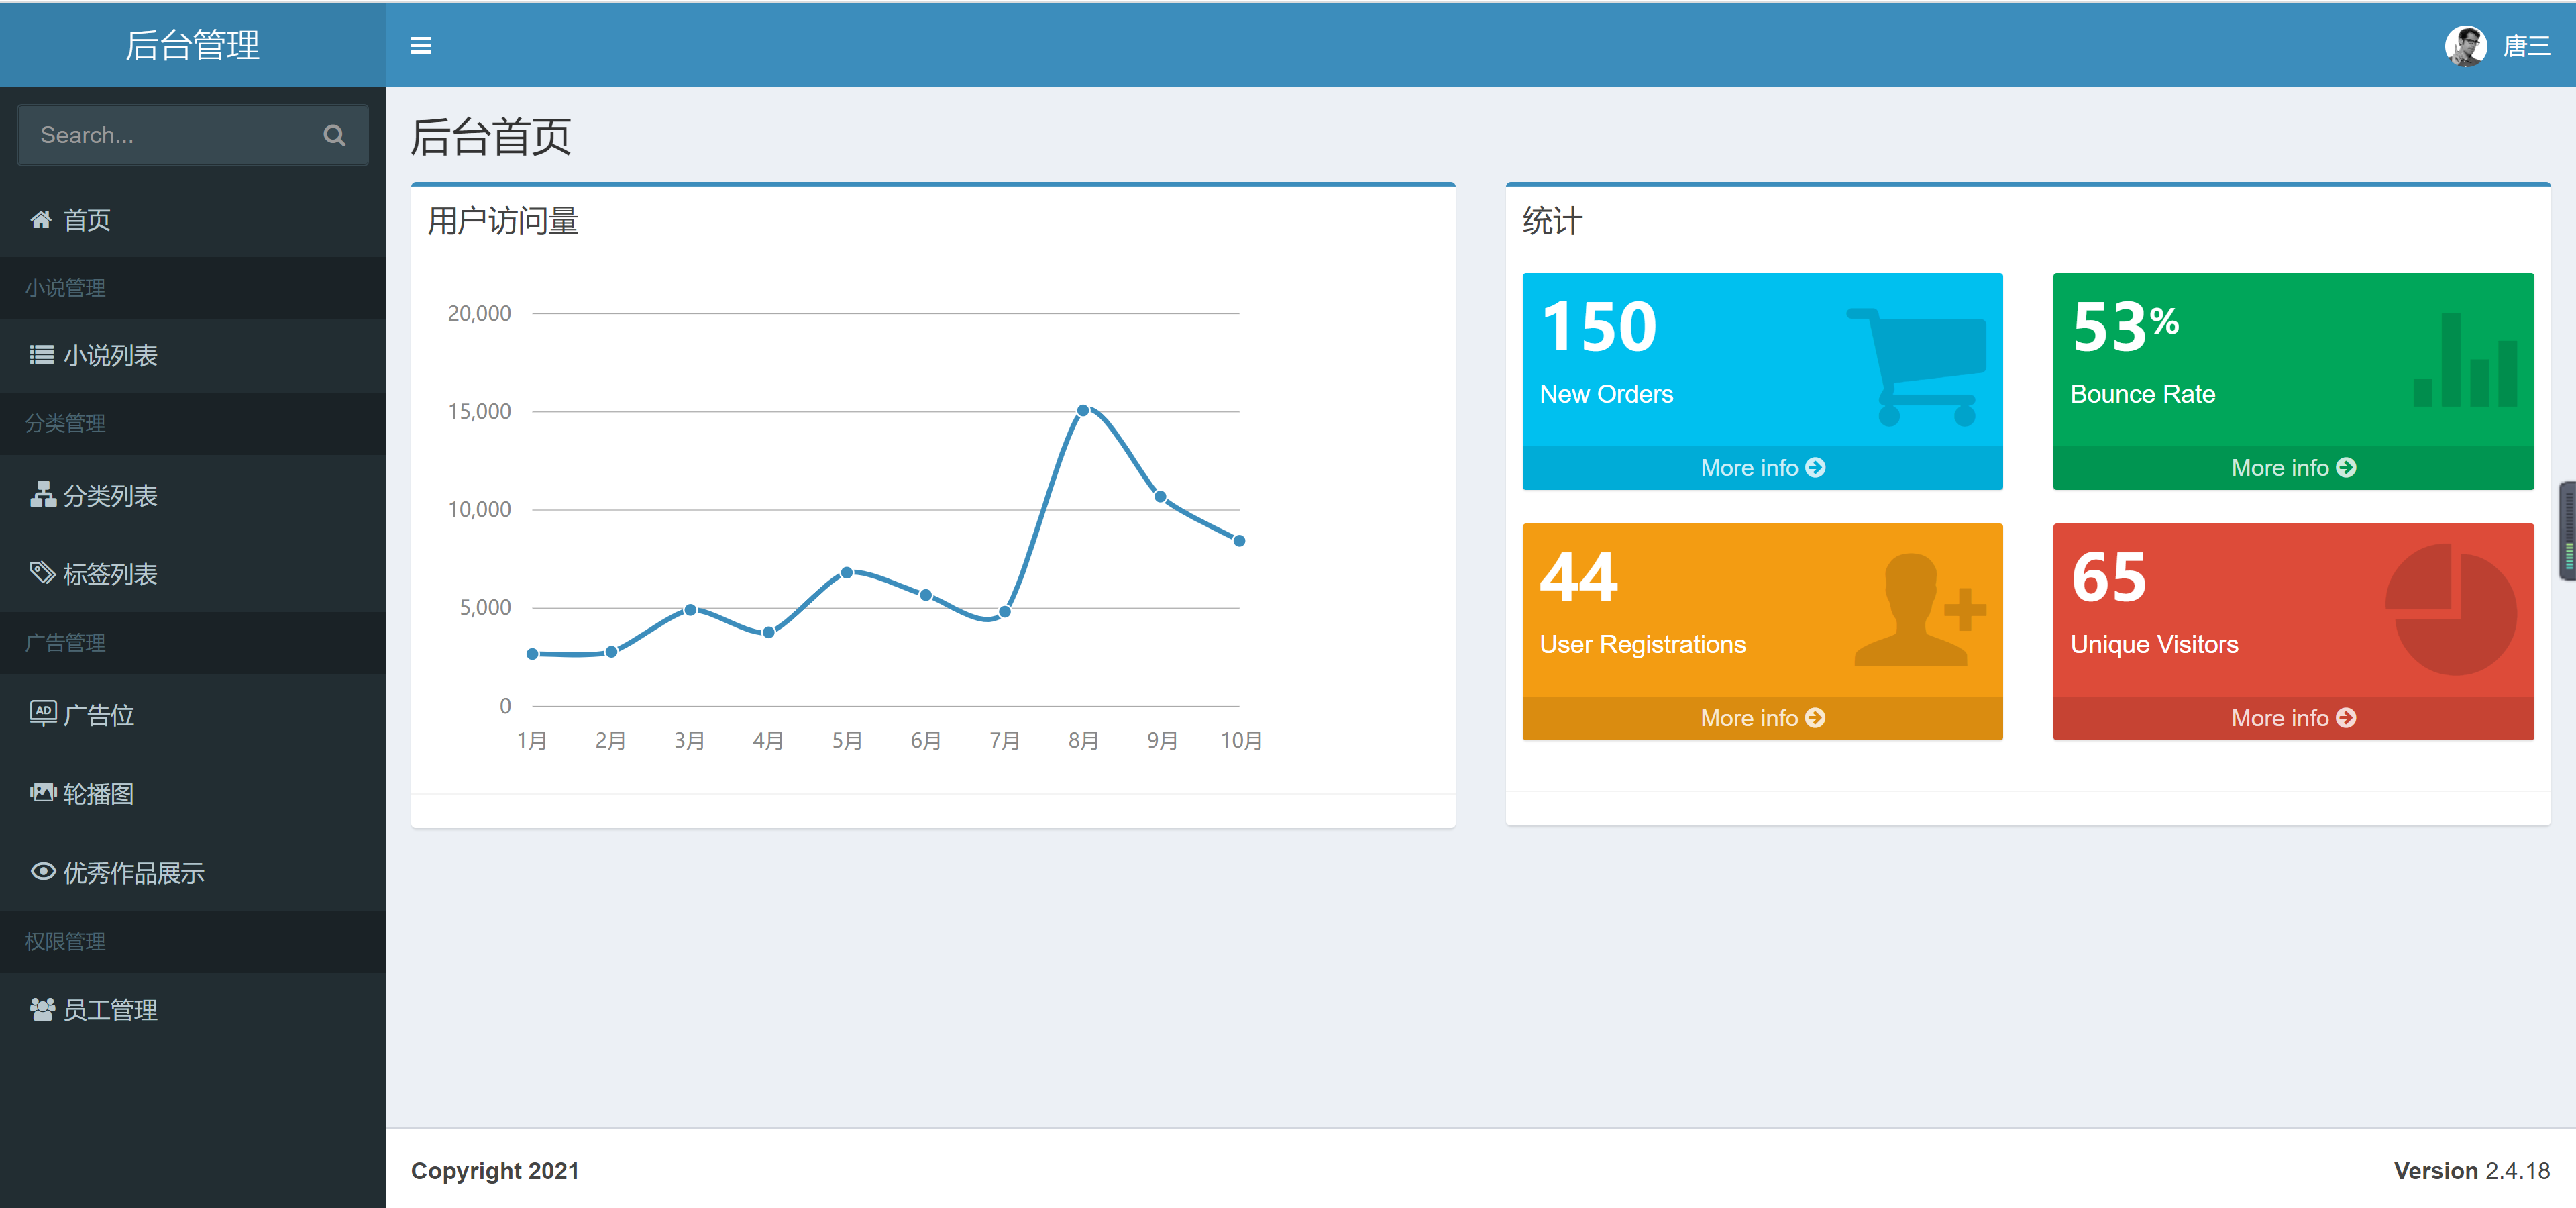 后台管理
唐三
Search...
首页
小说管理
小说列表
分类管理
分类列表
标签列表
广告管理
AD 广告位
轮播图
优秀作品展示
权限管理
员工管理
后台首页
用户访问量
20,000
15,000
10,000
5,000
0
1月 2月 3月 4月 5月 6月 7月 8月 9月 10月
统计
150
New Orders
More info
53%
Bounce Rate
More info
44
User Registrations
More info
65
Unique Visitors
More info
Copyright 2021
Version 2.4.18